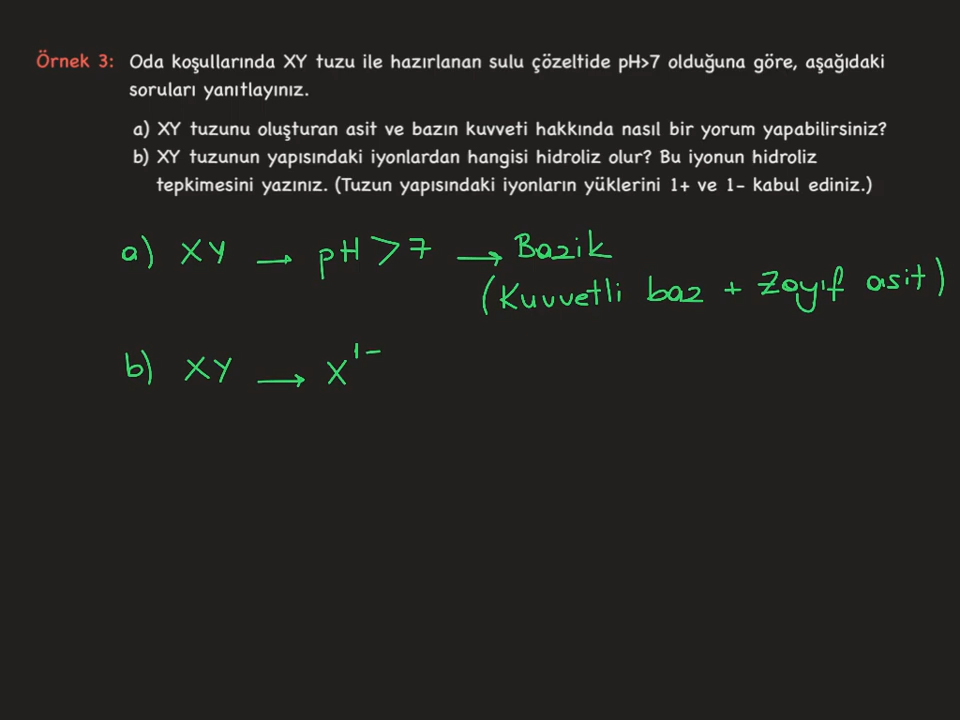 Örnek 3: Oda koşullarında XY tuzu ile hazırlanan sulu çözeltide pH>7 olduğuna göre, aşağıdaki
soruları yanıtlayınız.
a) XY tuzunu oluşturan asit ve bazın kuvveti hakkında nasıl bir yorum yapabilirsiniz?
b) XY tuzunun yapısındaki iyonlardan hangisi hidroliz olur? Bu iyonun hidroliz
tepkimesini yazınız. (Tuzun yapısındaki iyonların yüklerini 1+ ve 1- kabul ediniz.)
a) XY → pH > 7 → Bazik
(Kuvvetli baz + Zayıf asit)
b) XY → X¹⁻